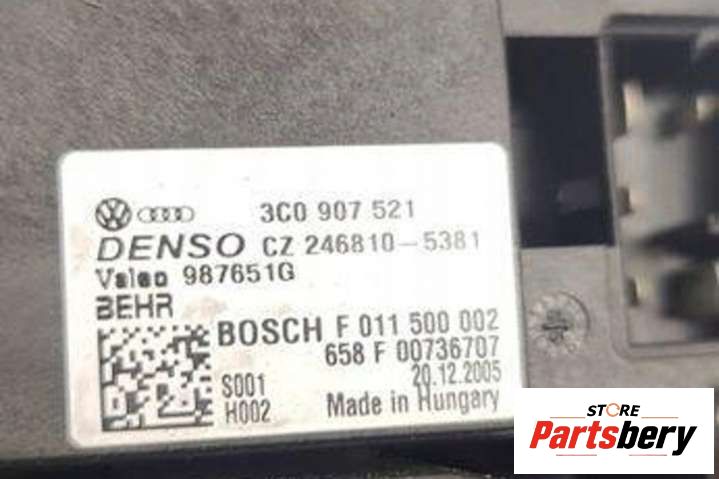 3C0 907 521
DENSO CZ 246810-5381
Valeo 987651G
BEHR
BOSCH F 011 500 002
658 F 00736707
S001 20.12.2005
H002 Made in Hungary
STORE
Partsbery